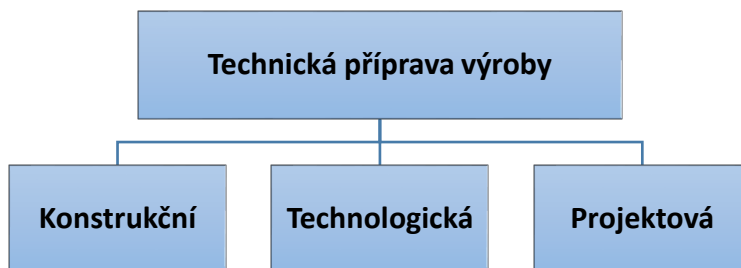 Technická příprava výroby
Konstrukční
Technologická
Projektová